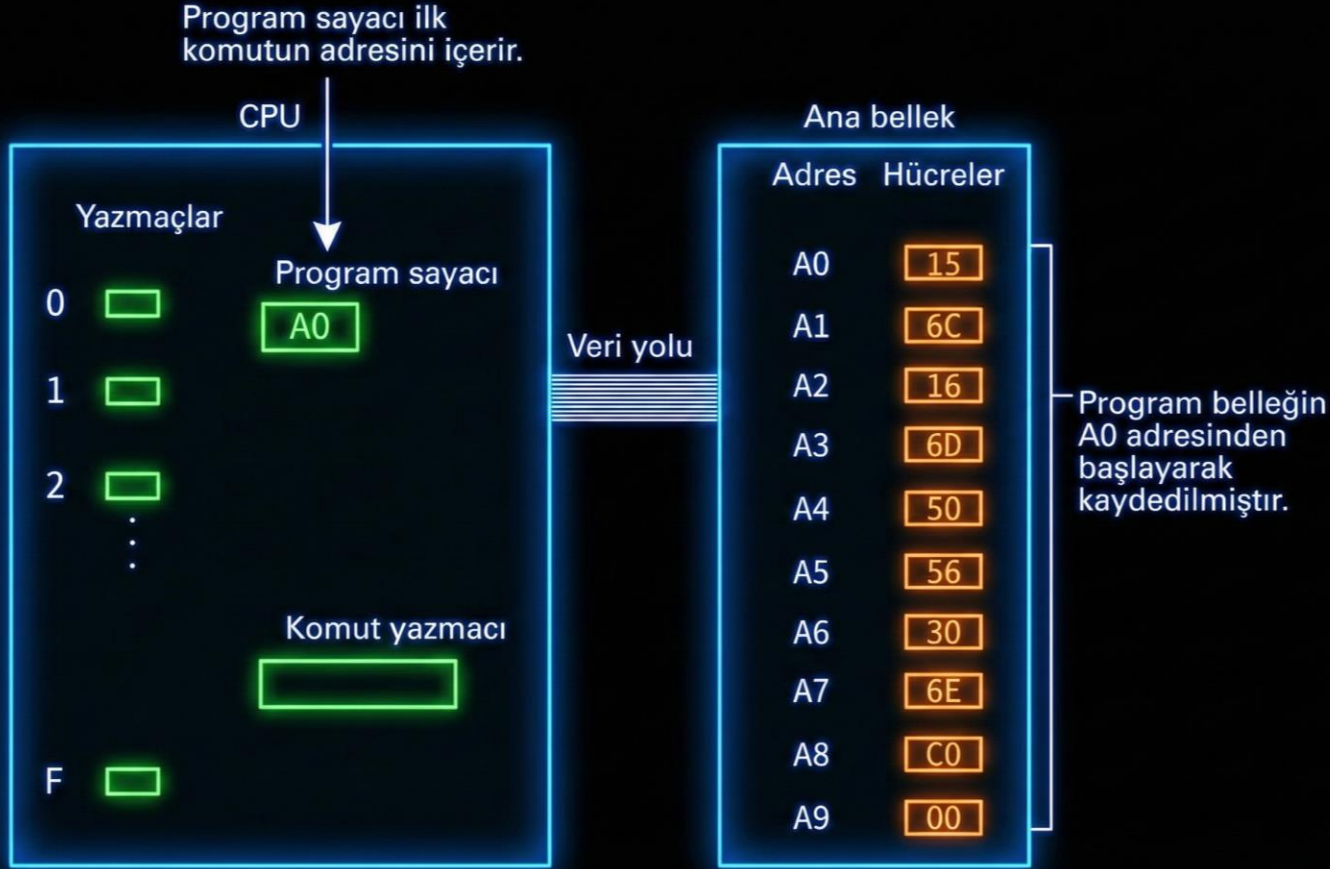 Program sayacı ilk
komutun adresini içerir.
CPU
Yazmaçlar
Program sayacı
0
A0
1
2
Komut yazmacı
F
Veri yolu
Ana bellek
Adres Hücreler
A0 15
A1 6C
A2 16
A3 6D
A4 50
A5 56
A6 30
A7 6E
A8 C0
A9 00
Program belleğin
A0 adresinden
başlayarak
kaydedilmiştir.